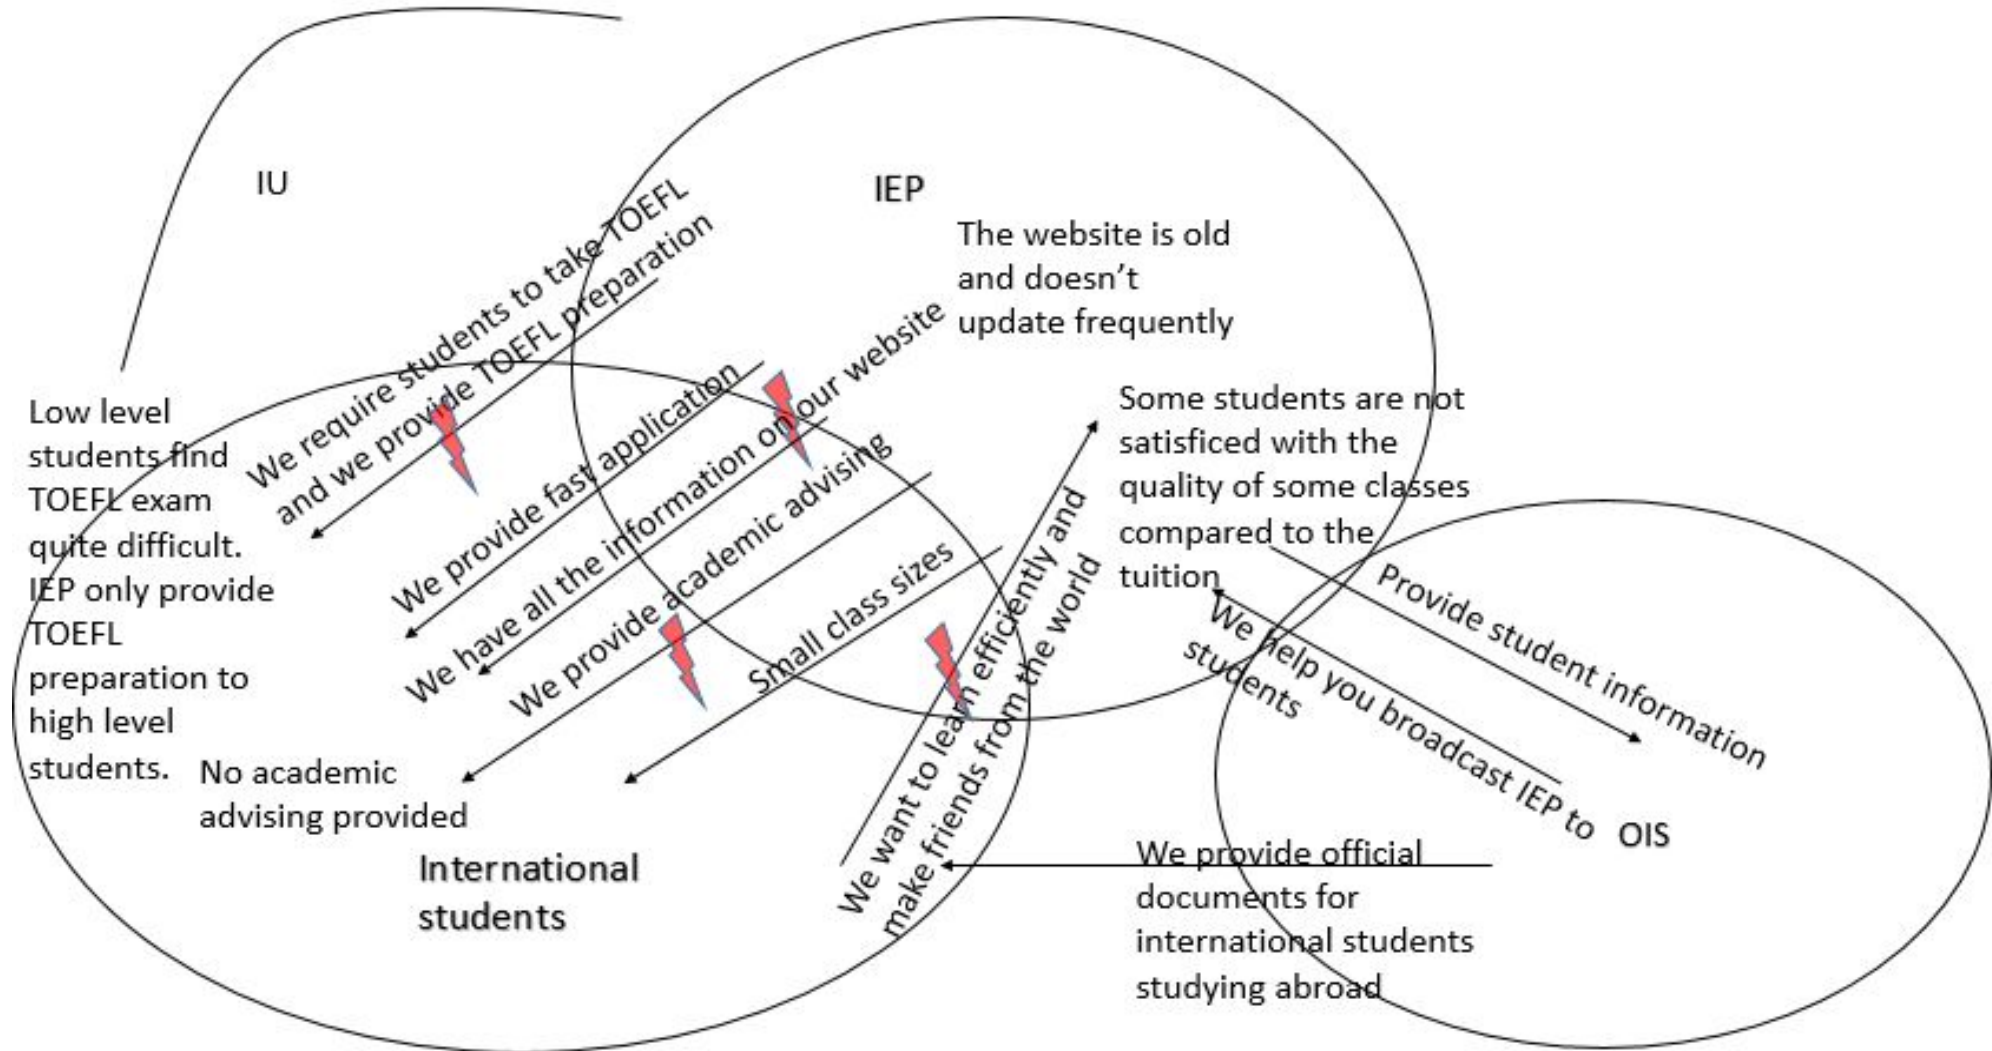 IU
IEP
The website is old
and doesn't
update frequently
We require students to take TOEFL
and we provide TOEFL preparation
We provide fast application
We have all the information on our website
We provide academic advising
Small class sizes
Low level
students find
TOEFL exam
quite difficult.
IEP only provide
TOEFL
preparation to
high level
students.
No academic
advising provided
International
students
We want to learn efficiently and
make friends from the world
Some students are not
satisficed with the
quality of some classes
compared to the
tuition
Provide student information
We help you broadcast IEP to
students
OIS
We provide official
documents for
international students
studying abroad